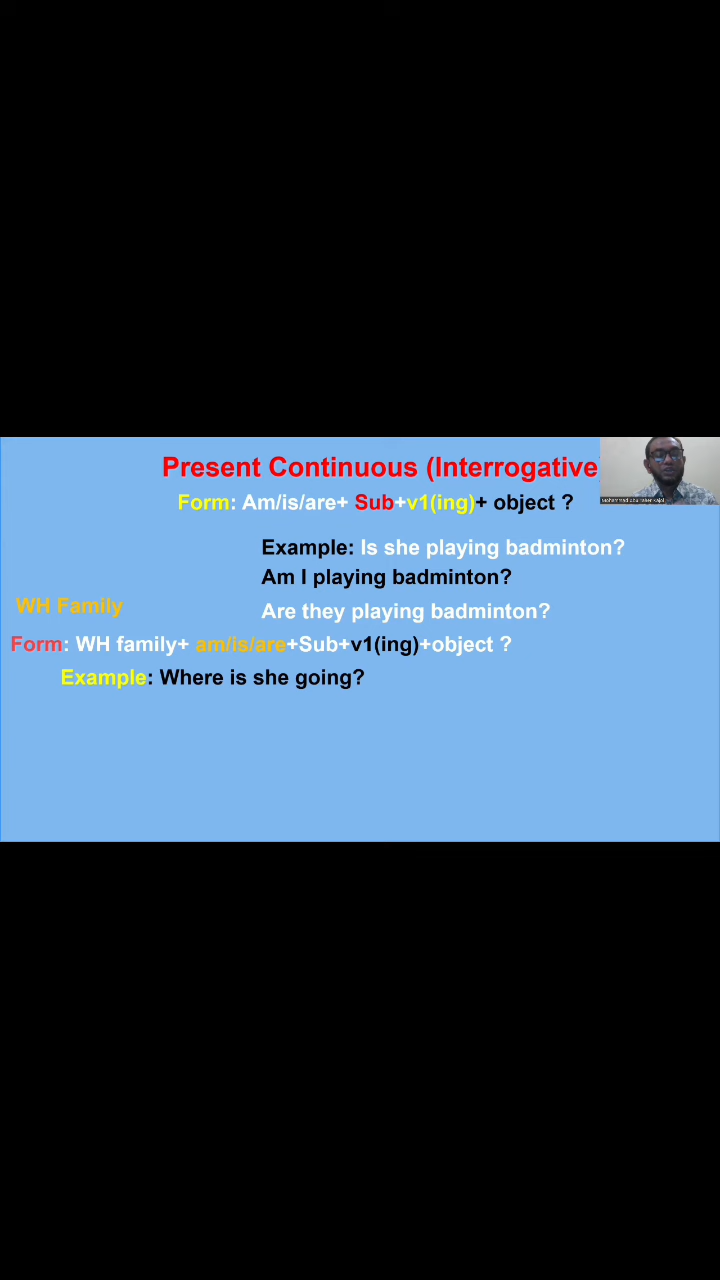 Present Continuous (Interrogative
Form: Am/is/are+ Sub+v1(ing)+ object ?
Example: Is she playing badminton?
Am I playing badminton?
Are they playing badminton?
WH Family
Form: WH family+ am/is/are+Sub+v1(ing)+object ?
Example: Where is she going?
Mohammad